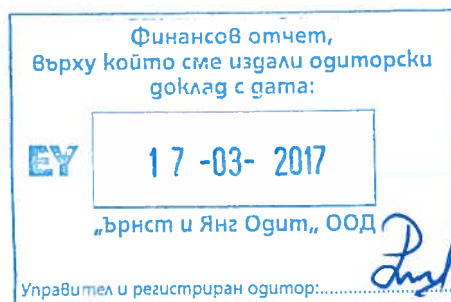 Финансов отчет,
върху който сме издали одиторски
доклад с дата:
EY
17 -03- 2017
„Ърнст и Янг Одит„ ООД
Управител и регистриран одитор: